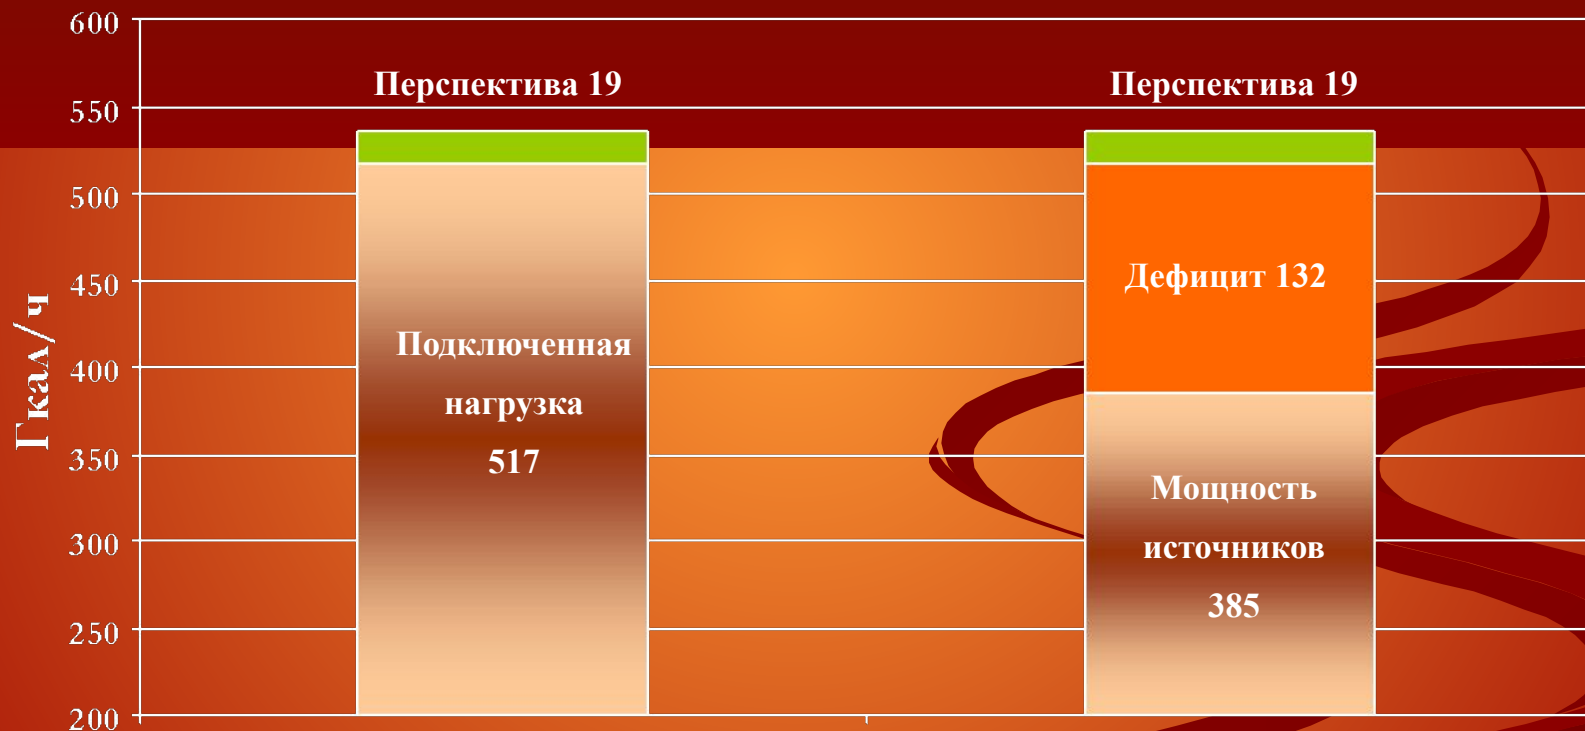 600
550
500
450
400
350
300
250
200
Гкал/ч
Перспектива 19
Подключенная
нагрузка
517
Перспектива 19
Дефицит 132
Мощность
источников
385